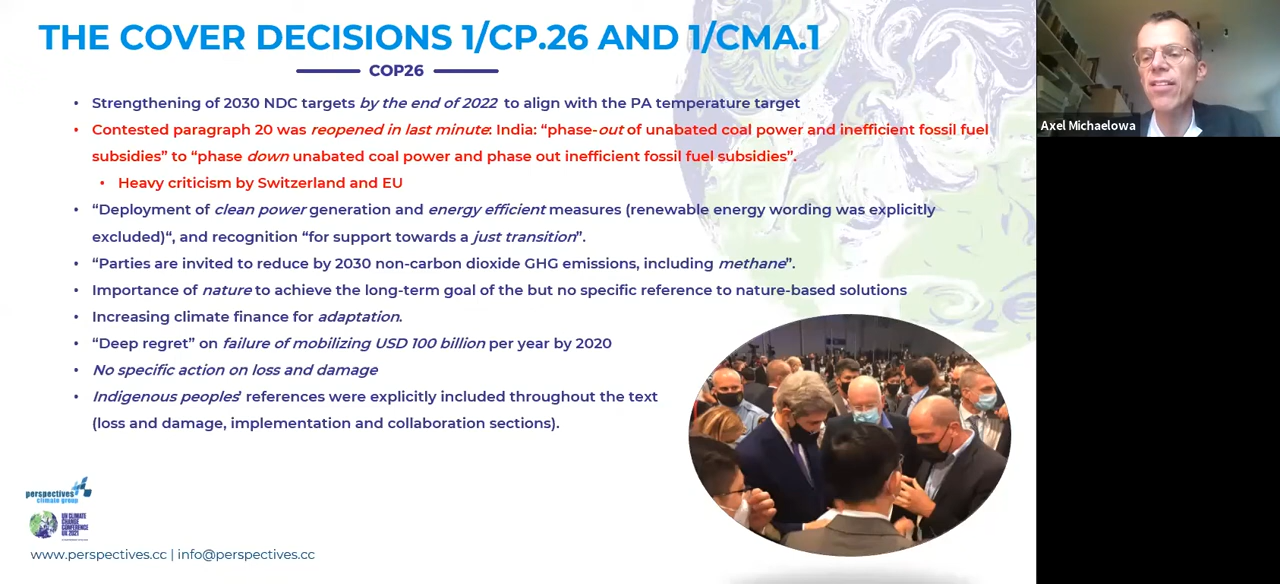 THE COVER DECISIONS 1/CP.26 AND 1/CMA.1
COP26
• Strengthening of 2030 NDC targets by the end of 2022 to align with the PA temperature target
• Contested paragraph 20 was reopened in last minute: India: “phase-out of unabated coal power and inefficient fossil fuel
subsidies” to “phase down unabated coal power and phase out inefficient fossil fuel subsidies”.
• Heavy criticism by Switzerland and EU
• “Deployment of clean power generation and energy efficient measures (renewable energy wording was explicitly
excluded)“, and recognition “for support towards a just transition”.
• “Parties are invited to reduce by 2030 non-carbon dioxide GHG emissions, including methane”.
• Importance of nature to achieve the long-term goal of the but no specific reference to nature-based solutions
• Increasing climate finance for adaptation.
• “Deep regret” on failure of mobilizing USD 100 billion per year by 2020
• No specific action on loss and damage
• Indigenous peoples’ references were explicitly included throughout the text
(loss and damage, implementation and collaboration sections).
perspectives
climate group
UN CLIMATE
CHANGE
CONFERENCE
UK 2021
www.perspectives.cc | info@perspectives.cc
Axel Michaelowa